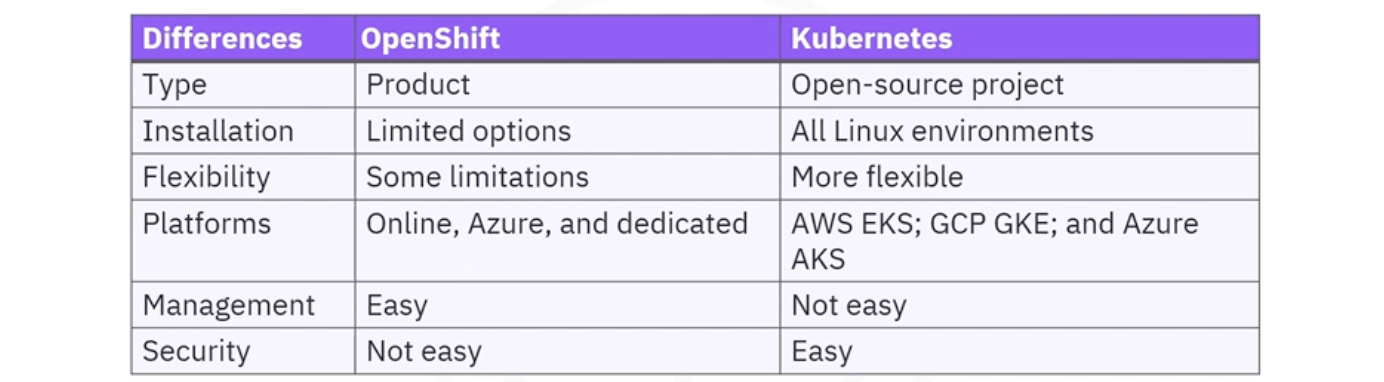 Differences OpenShift Kubernetes
Type Product Open-source project
Installation Limited options All Linux environments
Flexibility Some limitations More flexible
Platforms Online, Azure, and dedicated AWS EKS; GCP GKE; and Azure
AKS
Management Easy Not easy
Security Not easy Easy